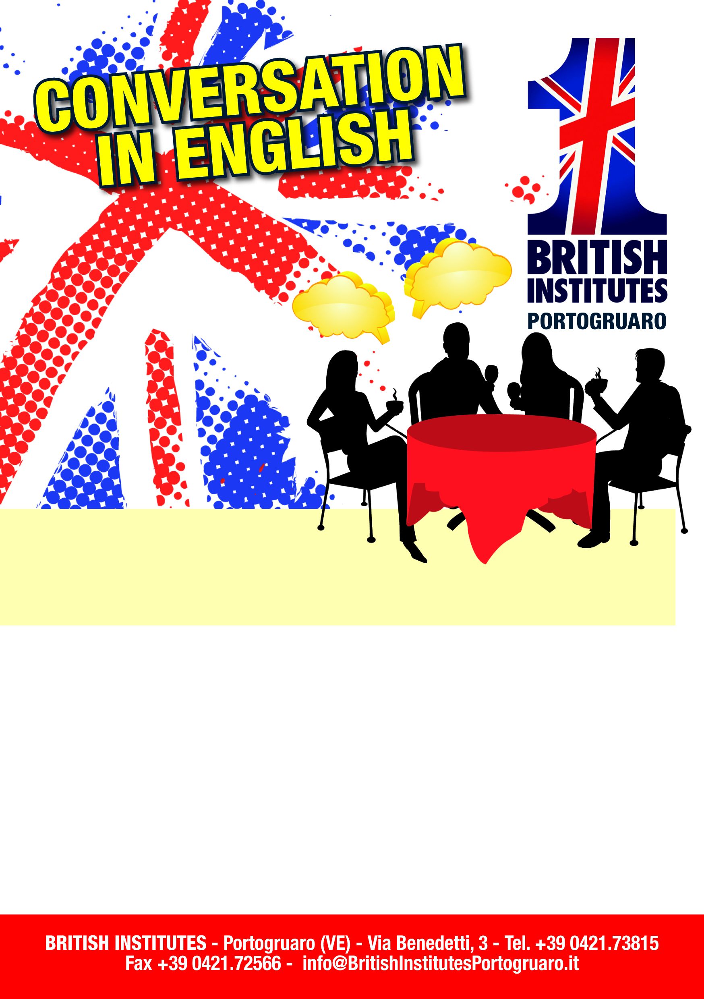 CONVERSATION
IN ENGLISH
1
BRITISH
INSTITUTES
PORTOGRUARO
BRITISH INSTITUTES - Portogruaro (VE) - Via Benedetti, 3 - Tel. +39 0421.73815
Fax +39 0421.72566 - info@BritishInstitutesPortogruaro.it